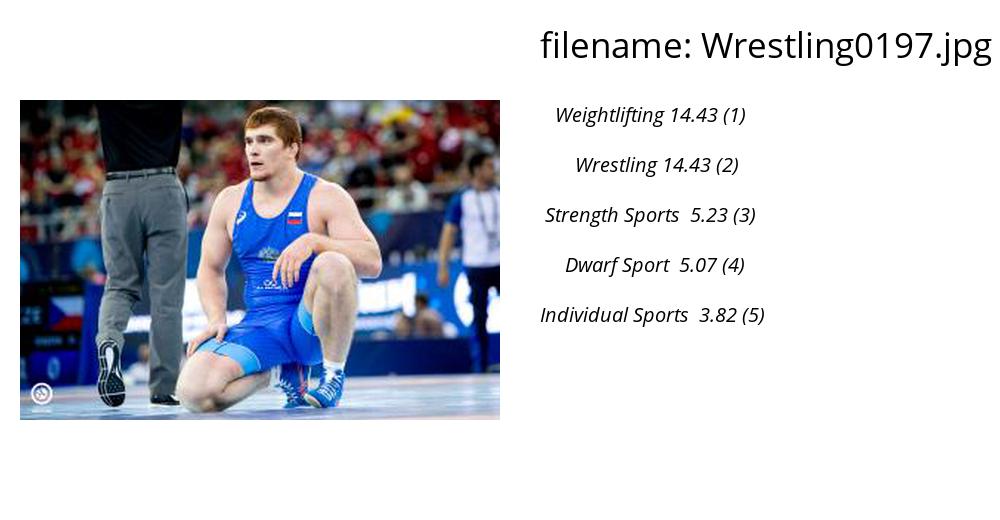 filename: Wrestling0197.jpg
Weightlifting 14.43 (1)
Wrestling 14.43 (2)
Strength Sports 5.23 (3)
Dwarf Sport 5.07 (4)
Individual Sports 3.82 (5)